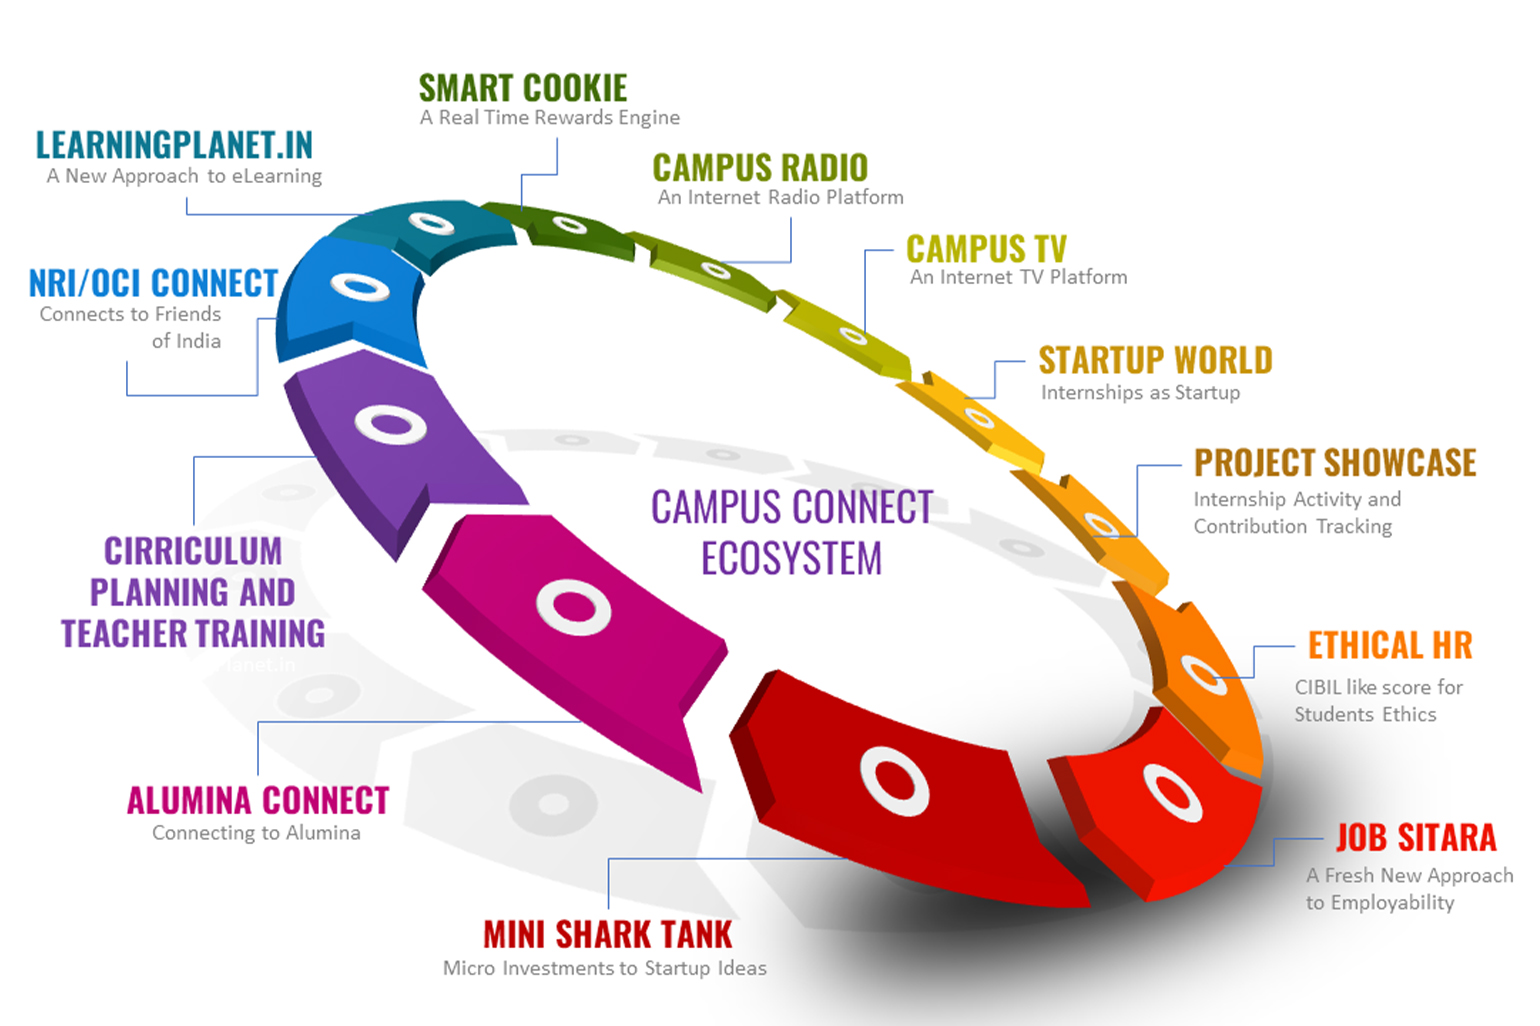 SMART COOKIE
A Real Time Rewards Engine
LEARNINGPLANET.IN
A New Approach to eLearning
CAMPUS RADIO
An Internet Radio Platform
CAMPUS TV
An Internet TV Platform
NRI/OCI CONNECT
Connects to Friends
of India
STARTUP WORLD
Internships as Startup
PROJECT SHOWCASE
Internship Activity and
Contribution Tracking
CAMPUS CONNECT
ECOSYSTEM
CIRRICULUM
PLANNING AND
TEACHER TRAINING
Planet.in
ETHICAL HR
CIBIL like score for
Students Ethics
ALUMINA CONNECT
Connecting to Alumina
JOB SITARA
A Fresh New Approach
to Employability
MINI SHARK TANK
Micro Investments to Startup Ideas